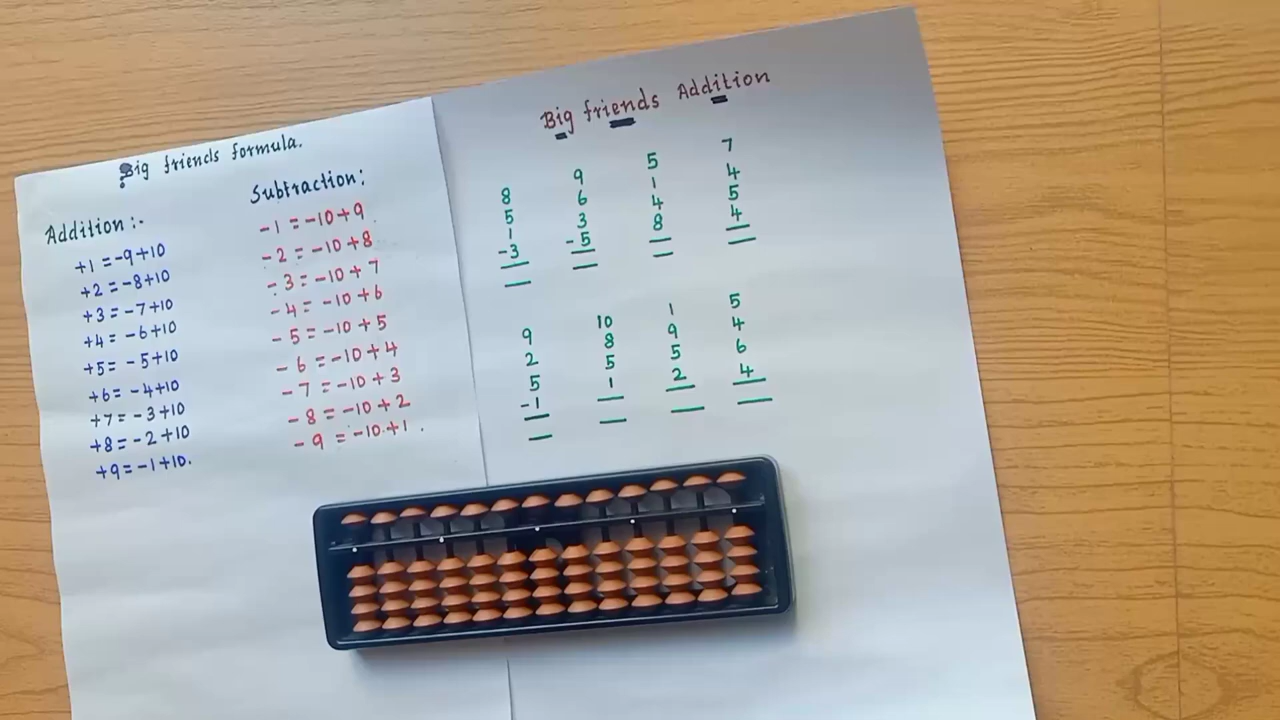 Big friends formula.
Addition :-
+1 = -9+10
+2 = -8+10
+3 = -7+10
+4 = -6+10
+5 = -5+10
+6 = -4+10
+7 = -3+10
+8 = -2+10
+9 = -1+10.
Subtraction:
-1 = -10+9
-2 = -10+8
-3 = -10+7
-4 = -10+6
-5 = -10+5
-6 = -10+4
-7 = -10+3
-8 = -10+2
-9 = -10+1.
Big friends Addition
8 9 5 7
5 6 1 4
1 3 4 5
-3 -5 8 4
9 10 1 5
2 8 9 4
5 5 5 6
-1 1 2 4